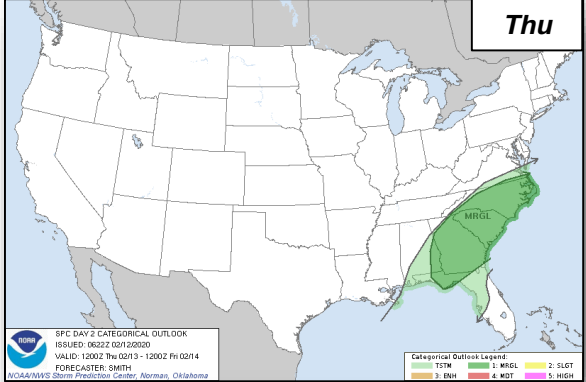 Thu
MRGL
SPC DAY 2 CATEGORICAL OUTLOOK
ISSUED: 0622Z 02/12/2020
VALID: 1200Z Thu 02/13 - 1200Z Fri 02/14
FORECASTER: SMITH
NOAA/NWS Storm Prediction Center, Norman, Oklahoma
NOAA
Categorical Outlook Legend:
TSTM 1: MRGL 2: SLGT
3: ENH 4: MDT 5: HIGH